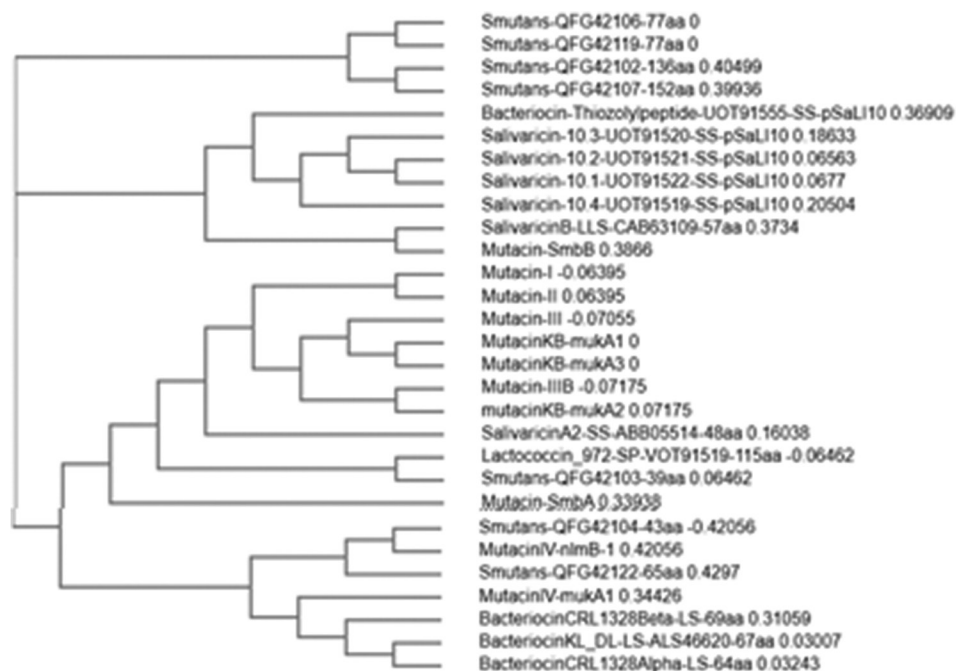 Smutans-QFG42106-77aa 0
Smutans-QFG42119-77aa 0
Smutans-QFG42102-136aa 0.40499
Smutans-QFG42107-152aa 0.39936
Bacteriocin-Thiozolylpeptide-UOT91555-SS-pSaLI10 0.36909
Salivaricin-10.3-UOT91520-SS-pSaLI10 0.18633
Salivaricin-10.2-UOT91521-SS-pSaLI10 0.06563
Salivaricin-10.1-UOT91522-SS-pSaLI10 0.0677
Salivaricin-10.4-UOT91519-SS-pSaLI10 0.20504
SalivaricinB-LLS-CAB63109-57aa 0.3734
Mutacin-SmbB 0.3866
Mutacin-I -0.06395
Mutacin-II 0.06395
Mutacin-III -0.07055
MutacinKB-mukA1 0
MutacinKB-mukA3 0
Mutacin-IIIB -0.07175
mutacinKB-mukA2 0.07175
SalivaricinA2-SS-ABB05514-48aa 0.16038
Lactococcin_972-SP-VOT91519-115aa -0.06462
Smutans-QFG42103-39aa 0.06462
Mutacin-SmbA 0.33938
Smutans-QFG42104-43aa -0.42056
MutacinIV-nlmB-1 0.42056
Smutans-QFG42122-65aa 0.4297
MutacinIV-mukA1 0.34426
BacteriocinCRL1328Beta-LS-69aa 0.31059
BacteriocinKL_DL-LS-ALS46620-67aa 0.03007
BacteriocinCRL1328Alpha-LS-64aa 0.03243